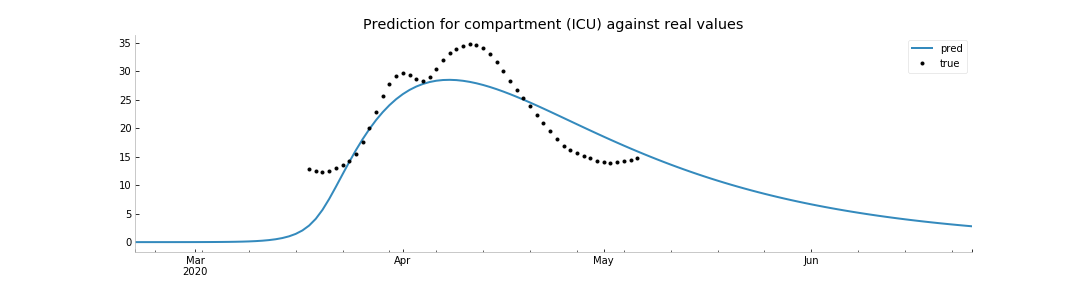 Prediction for compartment (ICU) against real values
35
30
25
20
15
10
5
0
pred
true
Mar
2020
Apr
May
Jun